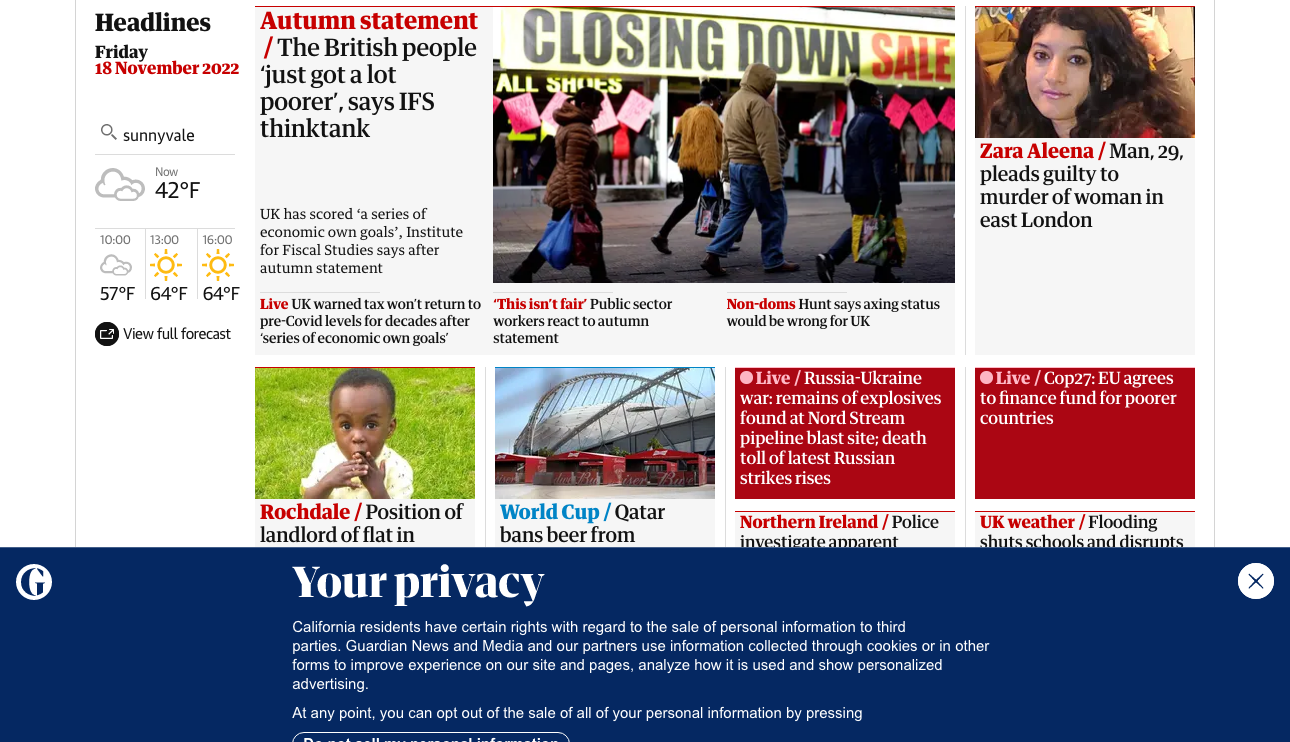 Headlines
Friday
18 November 2022
sunnyvale
Now
42°F
10:00
13:00
16:00
57°F
64°F
64°F
View full forecast
Autumn statement
/ The British people
‘just got a lot
poorer’, says IFS
thinktank
UK has scored ‘a series of
economic own goals’, Institute
for Fiscal Studies says after
autumn statement
CLOSING DOWN SALE
ALL SHOES
Live UK warned tax won’t return to
pre-Covid levels for decades after
‘series of economic own goals’
‘This isn’t fair’ Public sector
workers react to autumn
statement
Non-doms Hunt says axing status
would be wrong for UK
Zara Aleena / Man, 29,
pleads guilty to
murder of woman in
east London
Rochdale / Position of
landlord of flat in
World Cup / Qatar
bans beer from
Live / Russia-Ukraine
war: remains of explosives
found at Nord Stream
pipeline blast site; death
toll of latest Russian
strikes rises
Live / Cop27: EU agrees
to finance fund for poorer
countries
Northern Ireland / Police
investigate apparent
UK weather / Flooding
shuts schools and disrupts
G
Your privacy
California residents have certain rights with regard to the sale of personal information to third
parties. Guardian News and Media and our partners use information collected through cookies or in other
forms to improve experience on our site and pages, analyze how it is used and show personalized
advertising.
At any point, you can opt out of the sale of all of your personal information by pressing
Do not sell my personal information